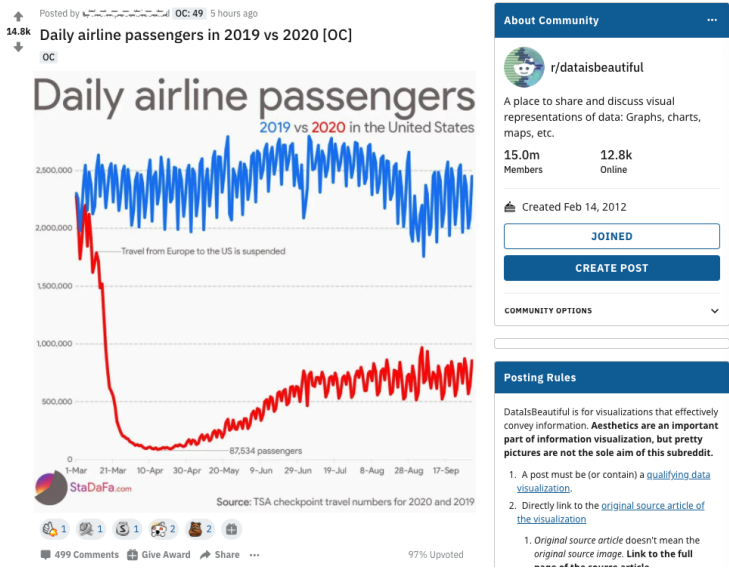 Posted by OC: 49 5 hours ago
14.8k
Daily airline passengers in 2019 vs 2020 [OC]
OC
Daily airline passengers
2019 vs 2020 in the United States
2,500,000
2,000,000
Travel from Europe to the US is suspended
1,500,000
1,000,000
500,000
87,534 passengers
0
1-Mar 21-Mar 10-Apr 30-Apr 20-May 9-Jun 29-Jun 19-Jul 8-Aug 28-Aug 17-Sep
StaDaFa.com
Source: TSA checkpoint travel numbers for 2020 and 2019
1 1 S 1 2 2
499 Comments Give Award Share ...
97% Upvoted
About Community ...
r/dataisbeautiful
A place to share and discuss visual
representations of data: Graphs, charts,
maps, etc.
15.0m 12.8k
Members Online
Created Feb 14, 2012
JOINED
CREATE POST
COMMUNITY OPTIONS
Posting Rules
DataIsBeautiful is for visualizations that effectively
convey information. Aesthetics are an important
part of information visualization, but pretty
pictures are not the sole aim of this subreddit.
1. A post must be (or contain) a qualifying data
visualization.
2. Directly link to the original source article of
the visualization
1. Original source article doesn't mean the
original source image. Link to the full
page of the source article.